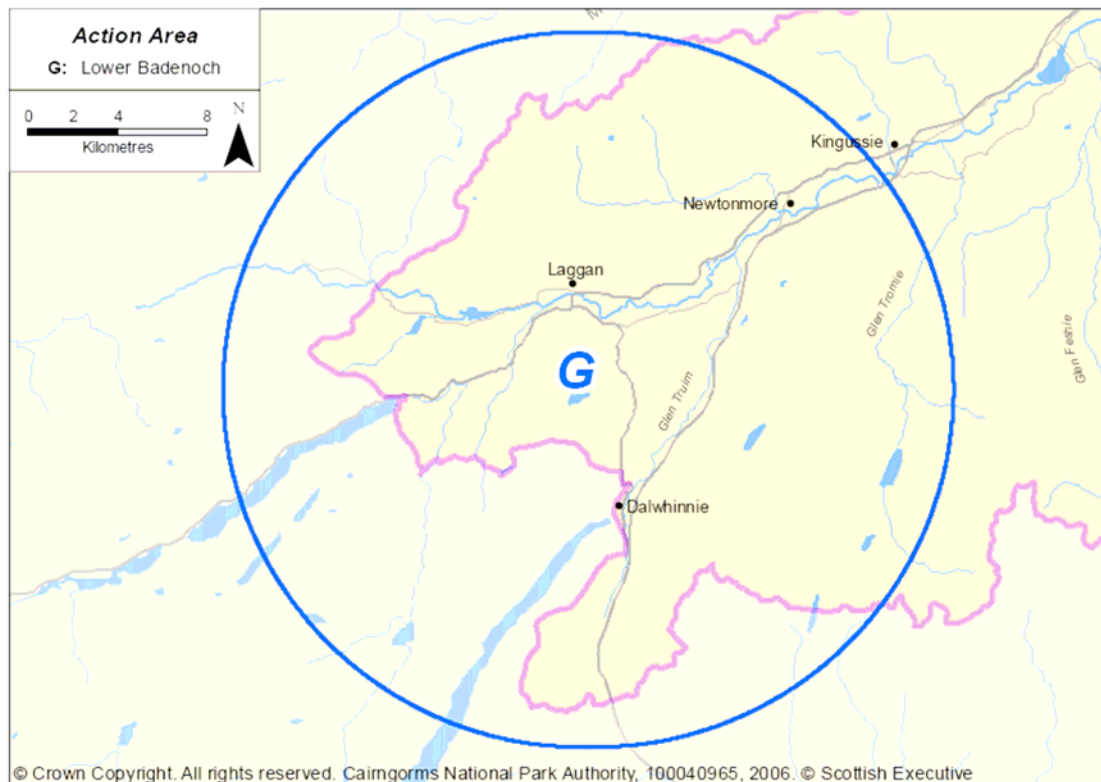 Action Area
G: Lower Badenoch
0 2 4 8
Kilometres
N
Kingussie
Newtonmore
Laggan
Glen Tromie
Glen Feshie
G
Glen Truim
Dalwhinnie
© Crown Copyright. All rights reserved. Cairngorms National Park Authority, 100040965, 2006. © Scottish Executive